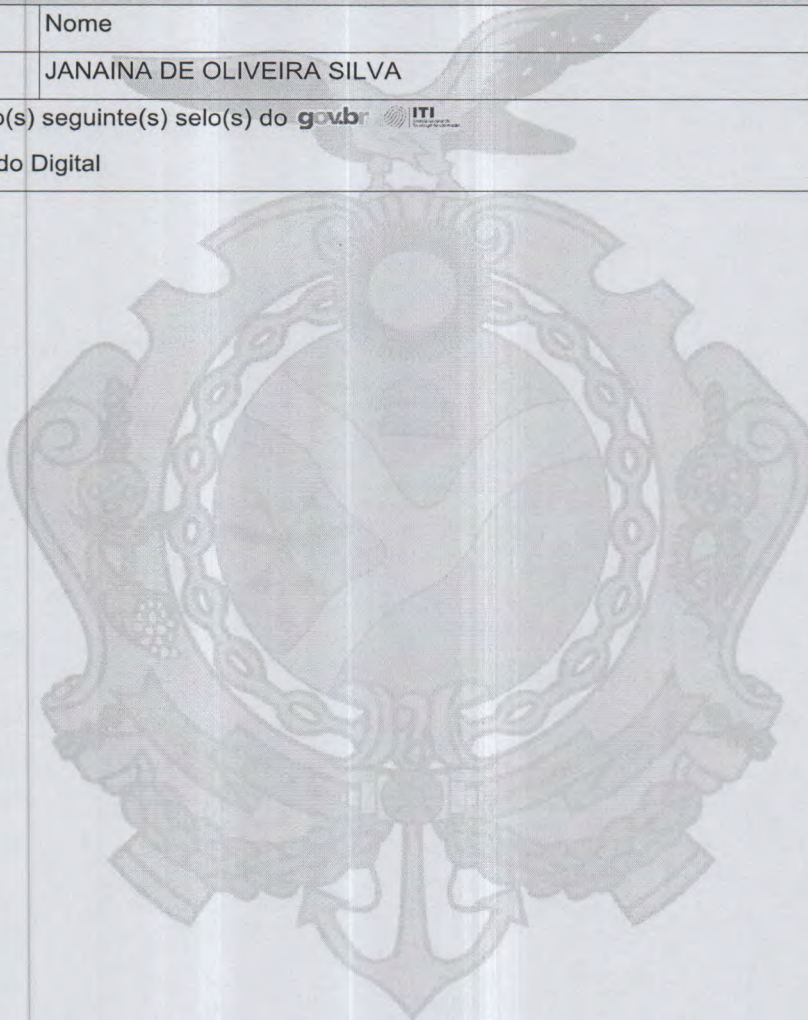 Nome
JANAINA DE OLIVEIRA SILVA
o(s) seguinte(s) selo(s) do gov.br ITI
do Digital